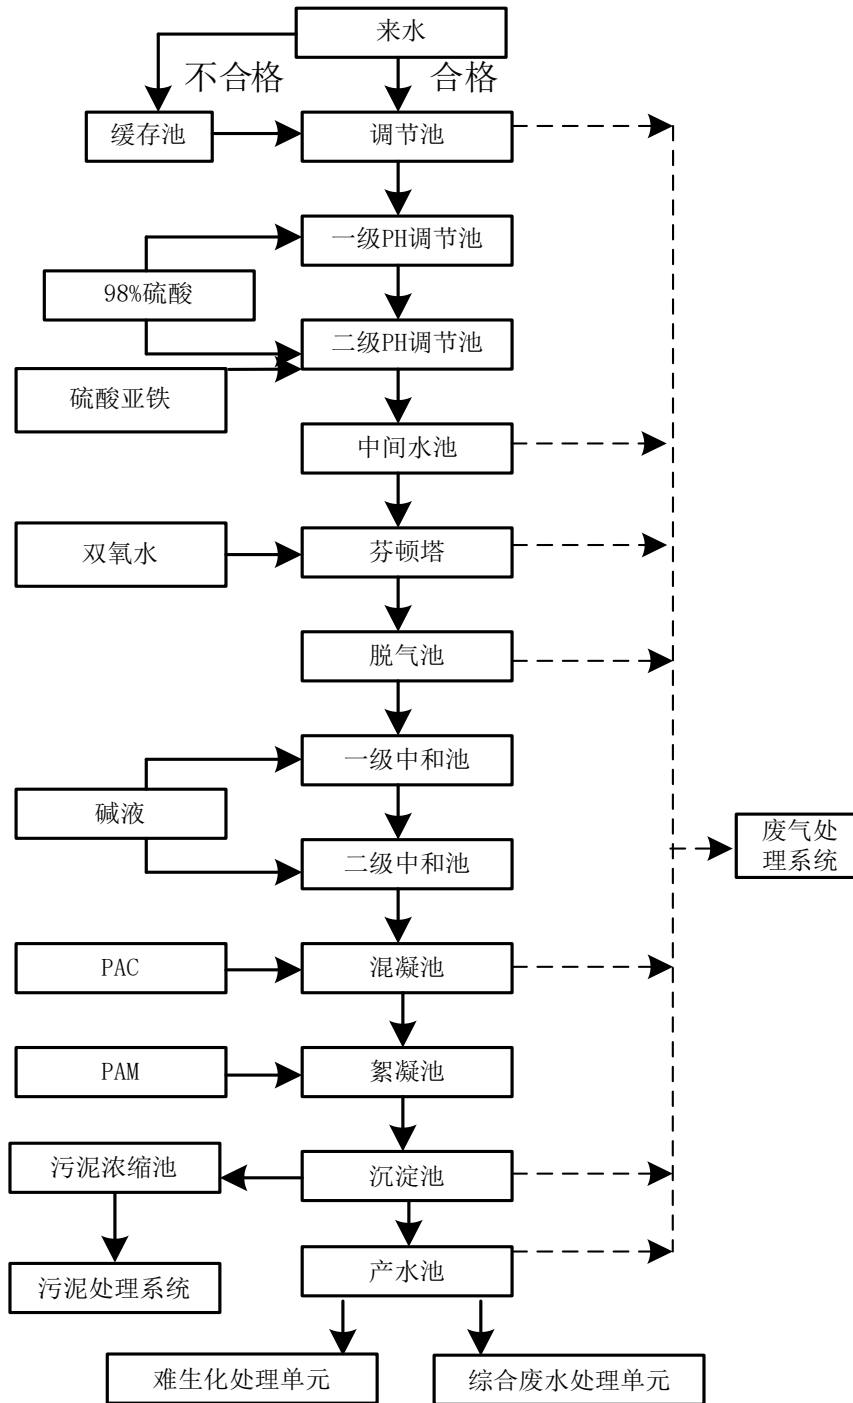 来水
不合格
合格
缓存池
调节池
一级PH调节池
98%硫酸
二级PH调节池
硫酸亚铁
中间水池
双氧水
芬顿塔
脱气池
一级中和池
碱液
废气处
理系统
二级中和池
PAC
混凝池
PAM
絮凝池
污泥浓缩池
沉淀池
产水池
污泥处理系统
难生化处理单元
综合废水处理单元